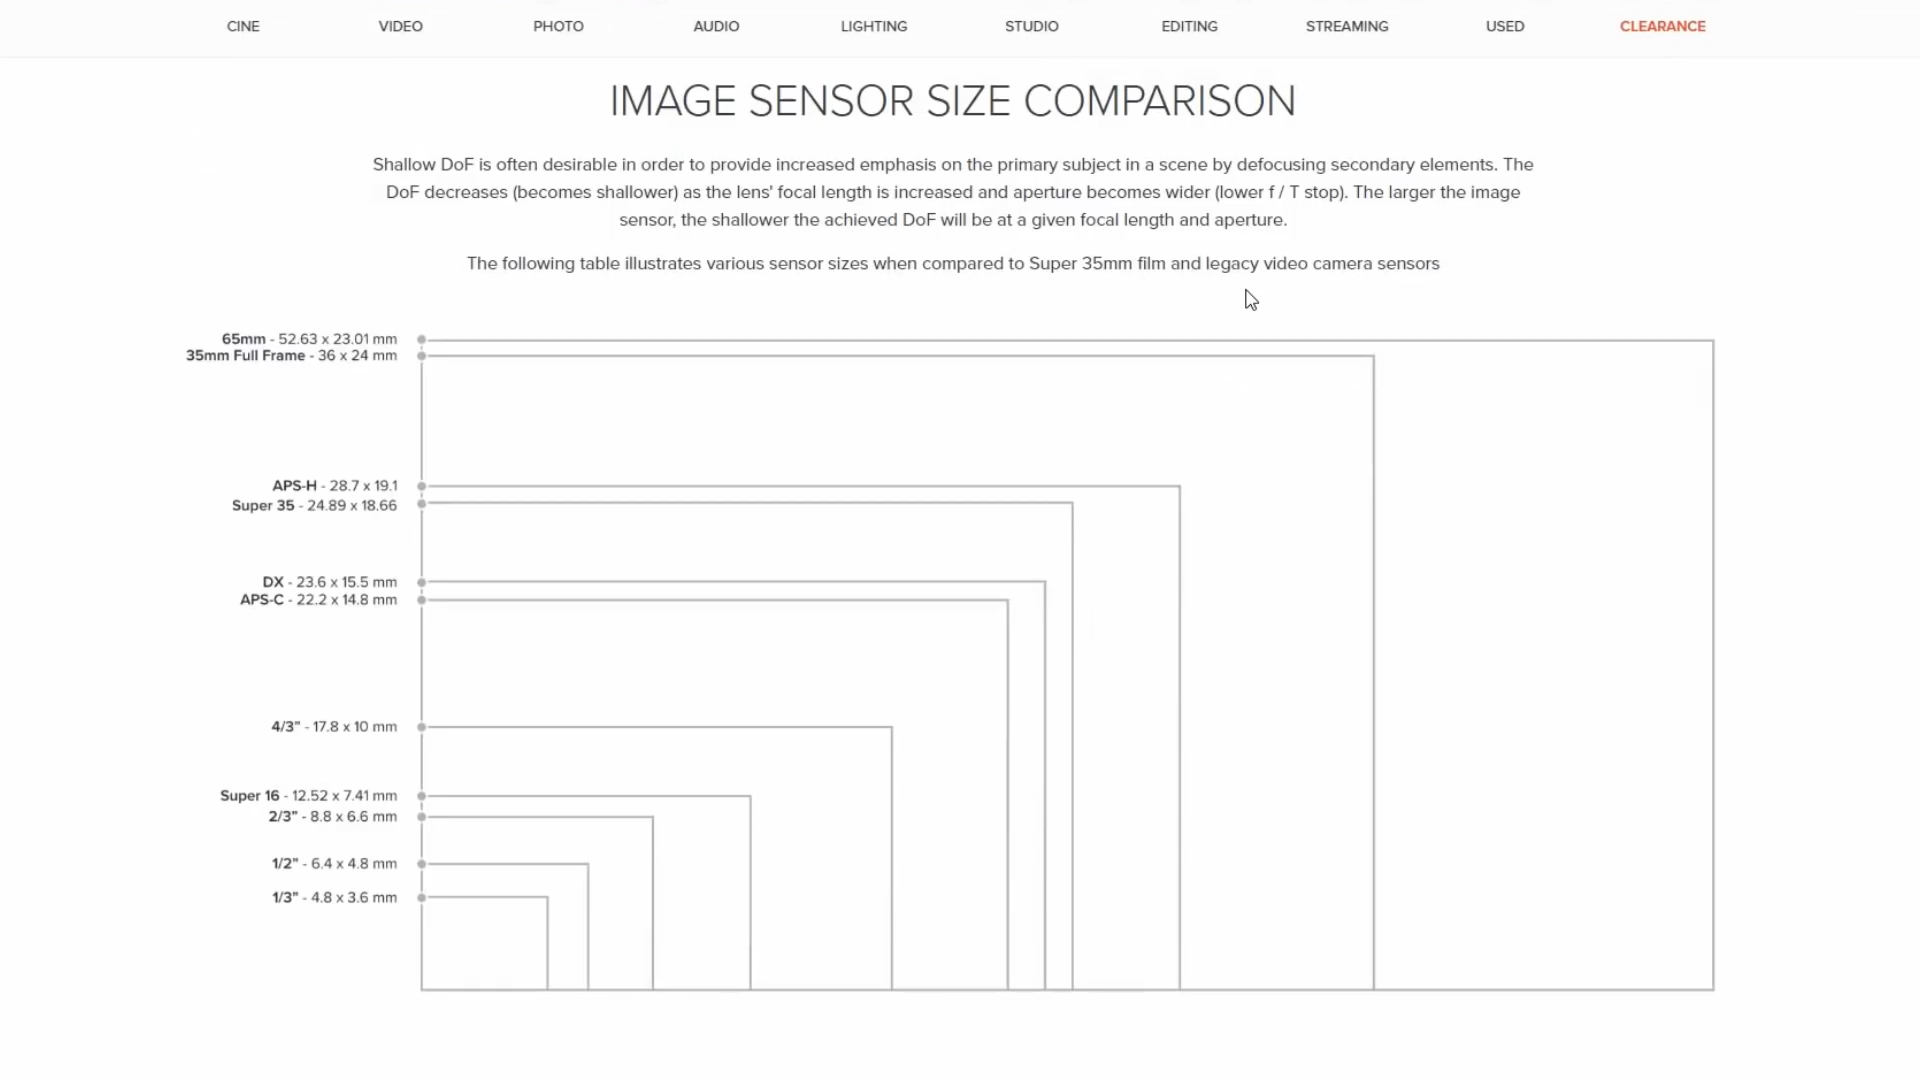 CINE VIDEO PHOTO AUDIO LIGHTING STUDIO EDITING STREAMING USED CLEARANCE
IMAGE SENSOR SIZE COMPARISON
Shallow DoF is often desirable in order to provide increased emphasis on the primary subject in a scene by defocusing secondary elements. The
DoF decreases (becomes shallower) as the lens' focal length is increased and aperture becomes wider (lower f / T stop). The larger the image
sensor, the shallower the achieved DoF will be at a given focal length and aperture.
The following table illustrates various sensor sizes when compared to Super 35mm film and legacy video camera sensors
65mm - 52.63 x 23.01 mm
35mm Full Frame - 36 x 24 mm
APS-H - 28.7 x 19.1
Super 35 - 24.89 x 18.66
DX - 23.6 x 15.5 mm
APS-C - 22.2 x 14.8 mm
4/3" - 17.8 x 10 mm
Super 16 - 12.52 x 7.41 mm
2/3" - 8.8 x 6.6 mm
1/2" - 6.4 x 4.8 mm
1/3" - 4.8 x 3.6 mm